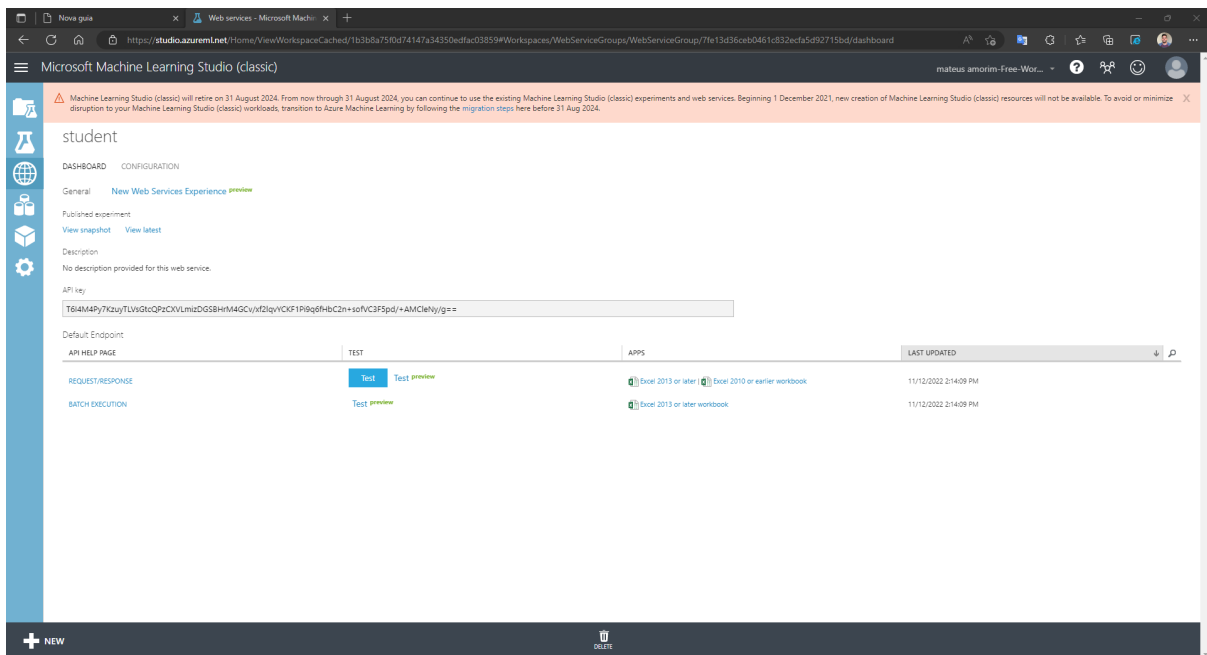 Nova guia
Web services - Microsoft Machin
https://studio.azureml.net/Home/ViewWorkspaceCached/1b3b8a75f0d74147a34350edfac03859#Workspaces/WebServiceGroups/WebServiceGroup/7fe13d36ceb0461c832ecfa5d92715bd/dashboard
Microsoft Machine Learning Studio (classic)
mateus amorim-Free-Wor...
Machine Learning Studio (classic) will retire on 31 August 2024. From now through 31 August 2024, you can continue to use the existing Machine Learning Studio (classic) experiments and web services. Beginning 1 December 2021, new creation of Machine Learning Studio (classic) resources will not be available. To avoid or minimize
disruption to your Machine Learning Studio (classic) workloads, transition to Azure Machine Learning by following the migration steps here before 31 Aug 2024.
student
DASHBOARD CONFIGURATION
General New Web Services Experience preview
Published experiment
View snapshot View latest
Description
No description provided for this web service.
API key
T6I4M4Py7KzuyTLVsGtcQPzCXVLmizDGSBHrM4GCv/xf2lqvYCKF1Pi9q6fHbC2n+sofVC3F5pd/+AMCleNy/g==
Default Endpoint
API HELP PAGE TEST APPS LAST UPDATED
REQUEST/RESPONSE Test Test preview Excel 2013 or later | Excel 2010 or earlier workbook 11/12/2022 2:14:09 PM
BATCH EXECUTION Test preview Excel 2013 or later workbook 11/12/2022 2:14:09 PM
NEW
DELETE